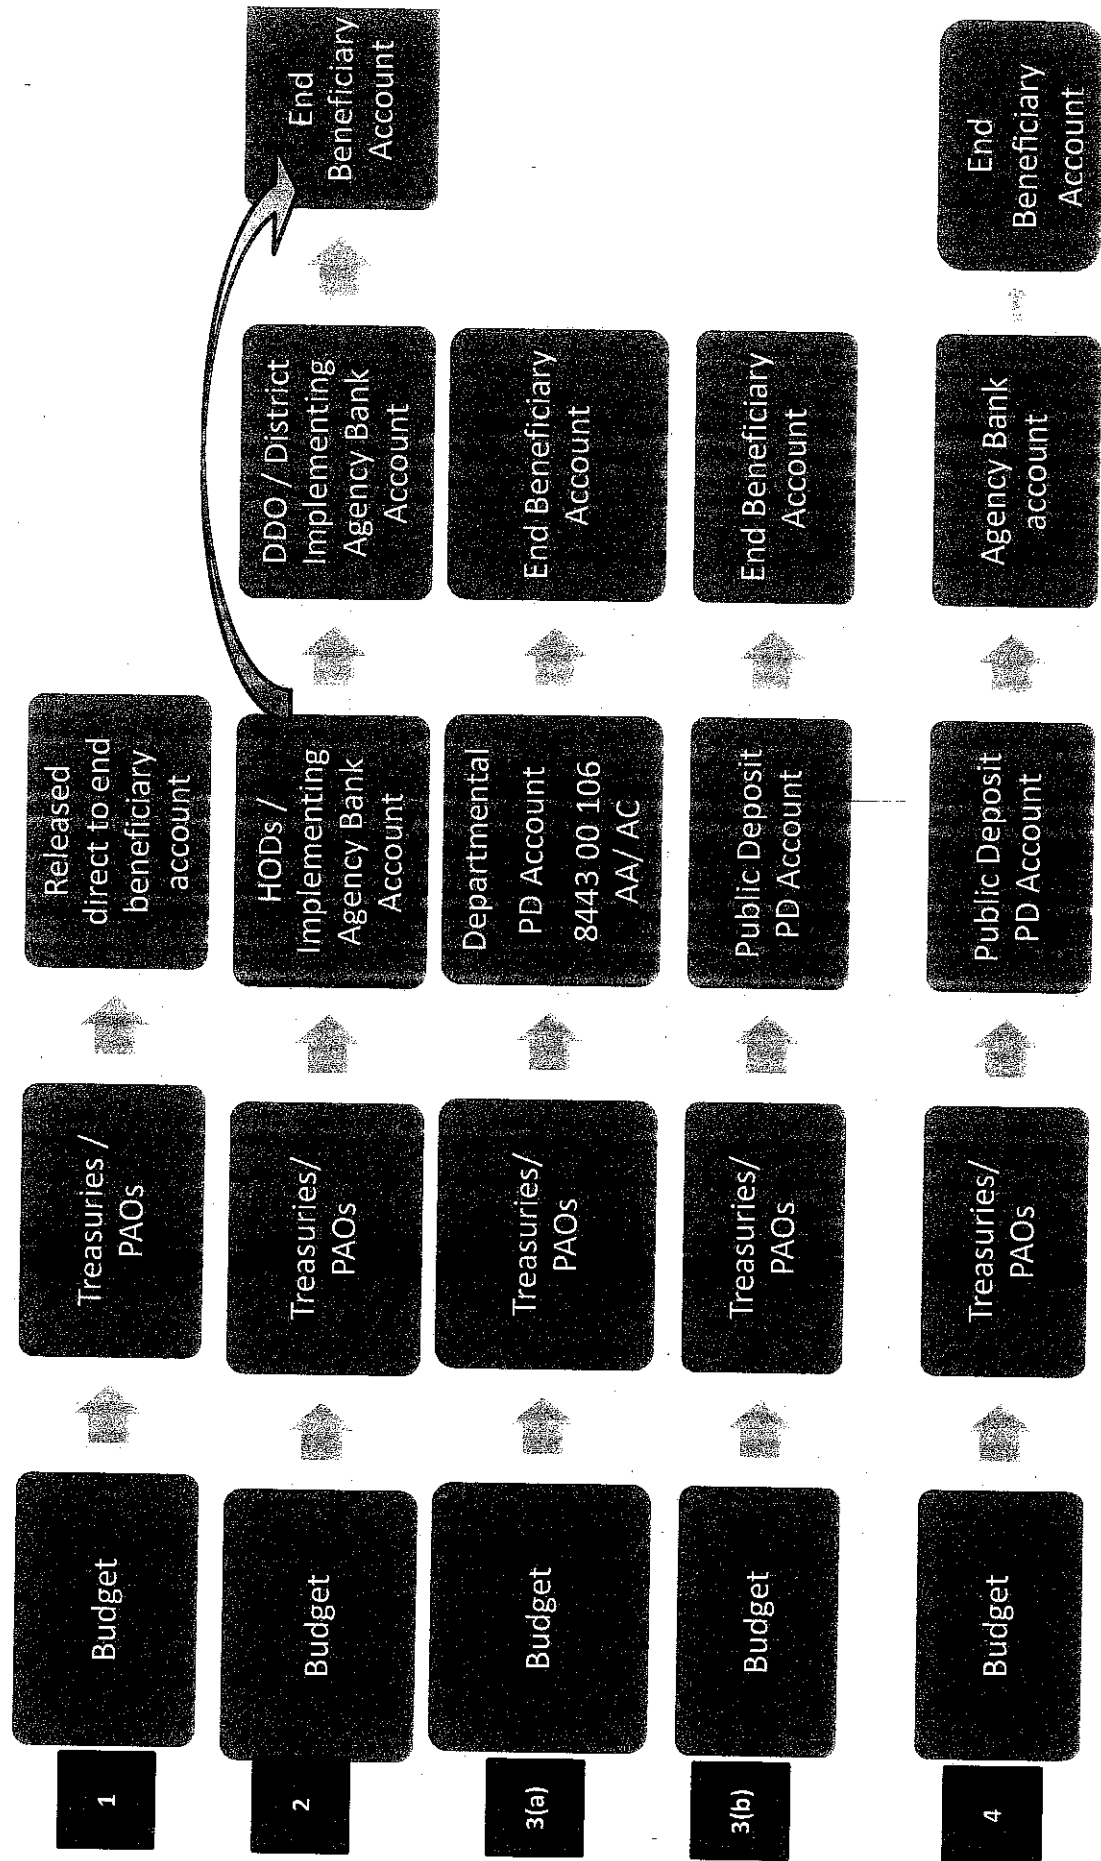 1
Budget
Treasuries /
PAOs
Released
direct to end
beneficiary
account
2
Budget
Treasuries/
PAOs
HODs /
Implementing
Agency Bank
Account
DDO / District
Implementing
Agency Bank
Account
End
Beneficiary
Account
3(a)
Budget
Treasuries/
PAOs
Departmental
PD Account
8443 00 106
AA/ AC
End Beneficiary
Account
3(b)
Budget
Treasuries/
PAOs
Public Deposit
PD Account
End Beneficiary
Account
4
Budget
Treasuries/
PAOs
Public Deposit
PD Account
Agency Bank
account
End
Beneficiary
Account